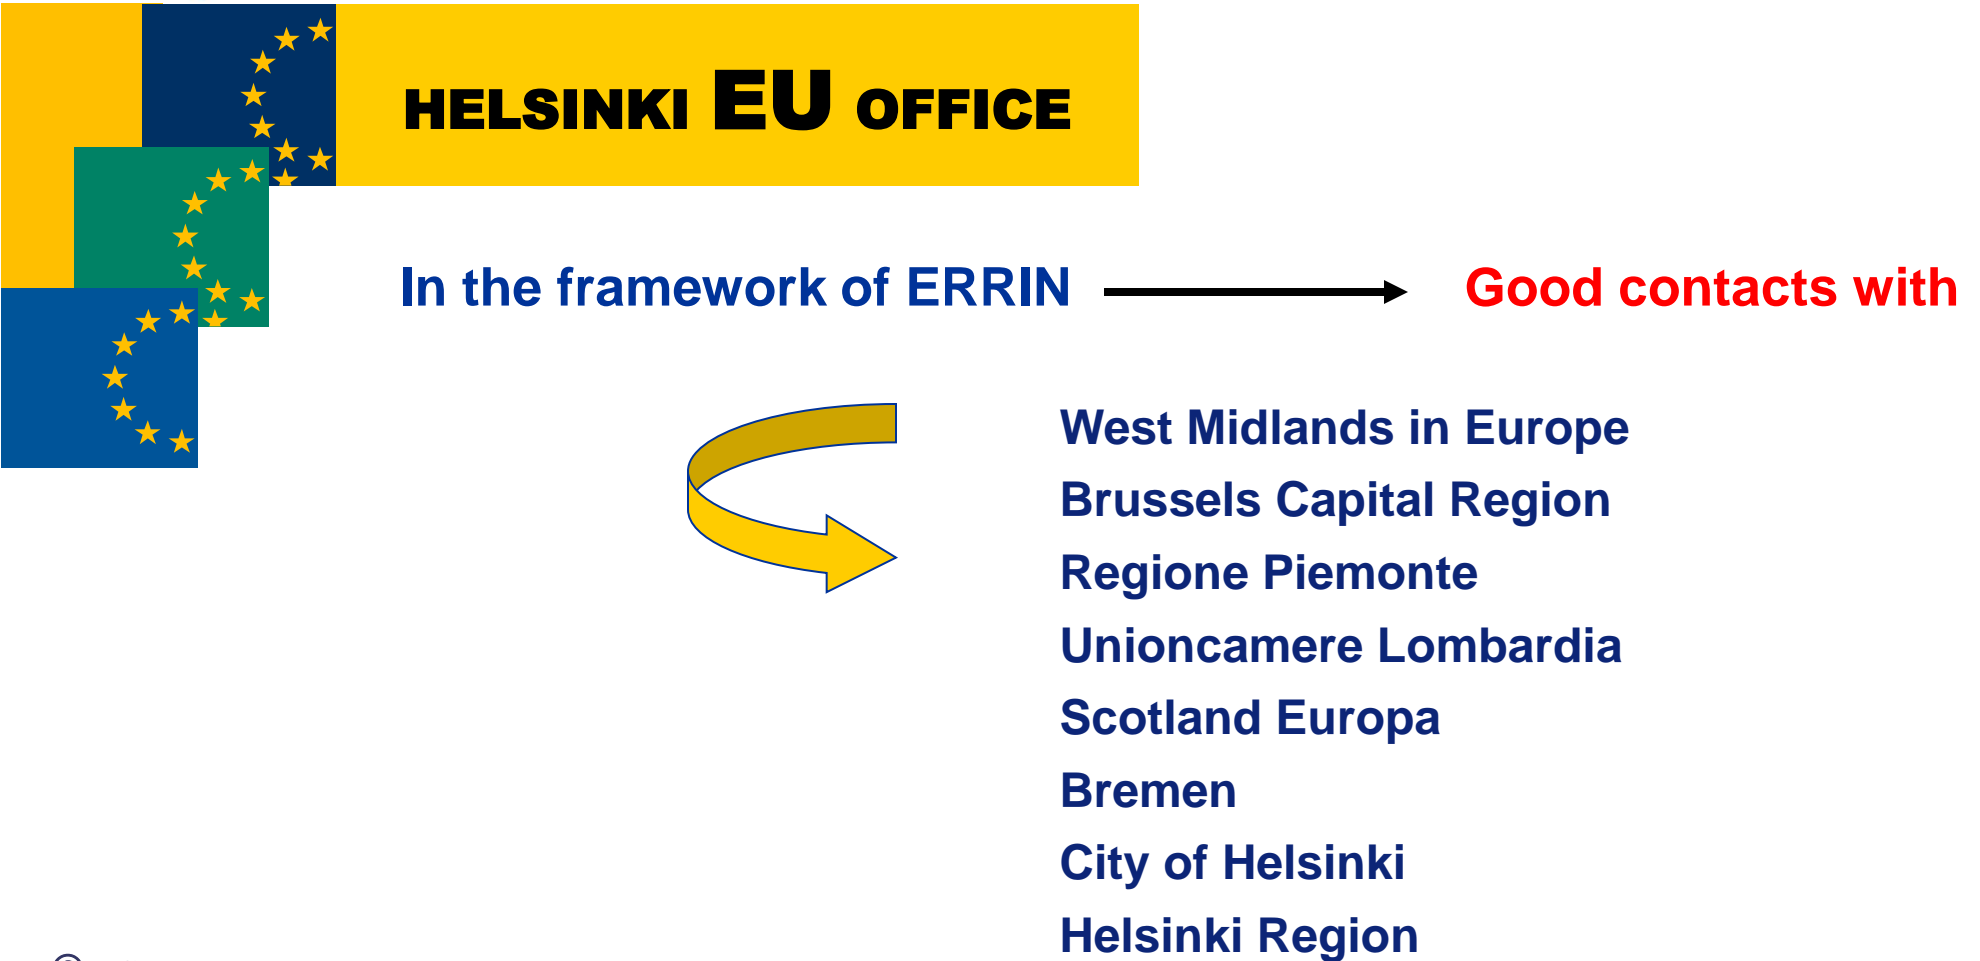 HELSINKI EU OFFICE
In the framework of ERRIN Good contacts with
West Midlands in Europe
Brussels Capital Region
Regione Piemonte
Unioncamere Lombardia
Scotland Europa
Bremen
City of Helsinki
Helsinki Region